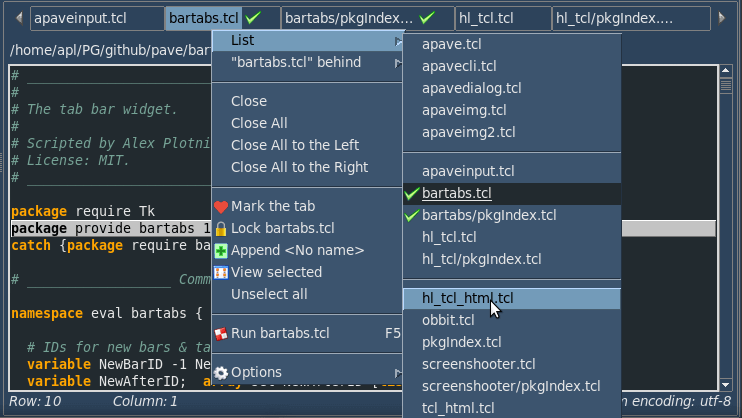 apaveinput.tcl
bartabs.tcl
bartabs/pkgIndex...
hl_tcl.tcl
hl_tcl/pkgIndex....
/home/apl/PG/github/pave/bar
List
"bartabs.tcl" behind
Close
Close All
Close All to the Left
Close All to the Right
Mark the tab
Lock bartabs.tcl
Append <No name>
View selected
Unselect all
Run bartabs.tcl F5
Options
apave.tcl
apavecli.tcl
apavedialog.tcl
apaveimg.tcl
apaveimg2.tcl
apaveinput.tcl
bartabs.tcl
bartabs/pkgIndex.tcl
hl_tcl.tcl
hl_tcl/pkgIndex.tcl
hl_tcl_html.tcl
obbit.tcl
pkgIndex.tcl
screenshooter.tcl
screenshooter/pkgIndex.tcl
tcl_html.tcl
#
#
# The tab bar widget.
#
# Scripted by Alex Plotni
# License: MIT.
#
package require Tk
package provide bartabs 1
catch {package require ba
# _________________ Comm
namespace eval bartabs {
# IDs for new bars & ta
variable NewBarID -1 Ne
variable NewAfterID;
Row: 10
Column: 1
encoding: utf-8